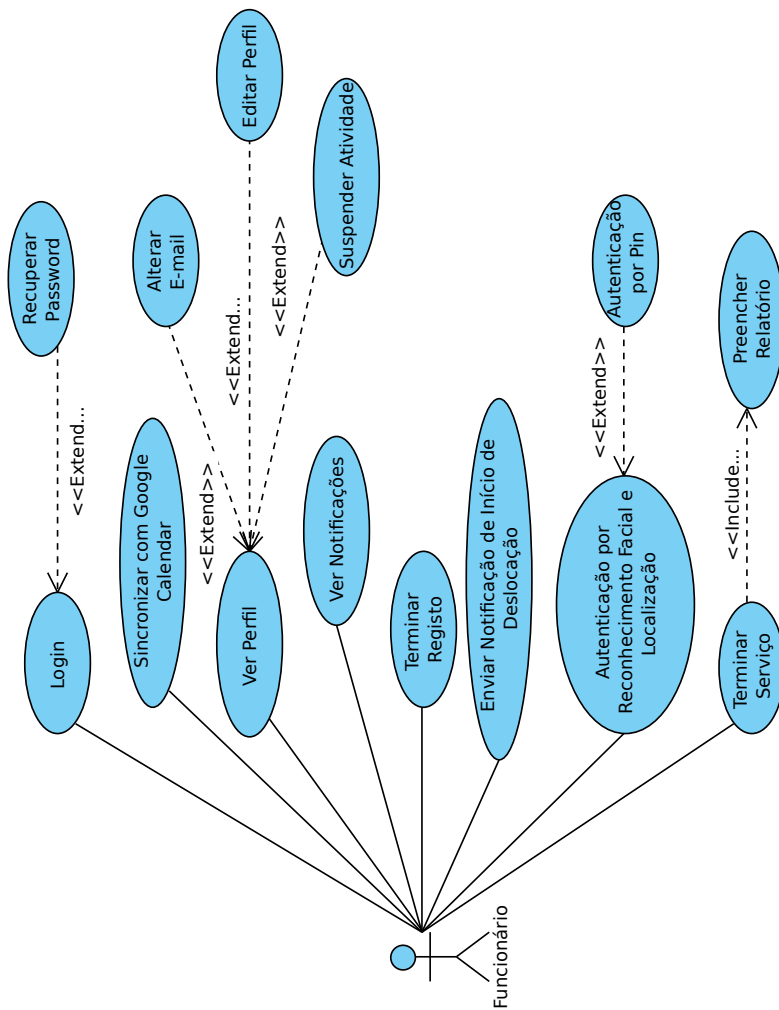 Recuperar
Password
<<Extend...
Login
Sincronizar com Google
Calendar
Alterar
E-mail
<<Extend>>
Editar Perfil
<<Extend...
Suspender Atividade
<<Extend>>
Ver Perfil
Ver Notificações
Terminar
Registo
Enviar Notificação de Início de
Deslocação
Autenticação
por Pin
<<Extend>>
Autenticação por
Reconhecimento Facial e
Localização
Preencher
Relatório
<<Include...
Terminar
Serviço
Funcionário